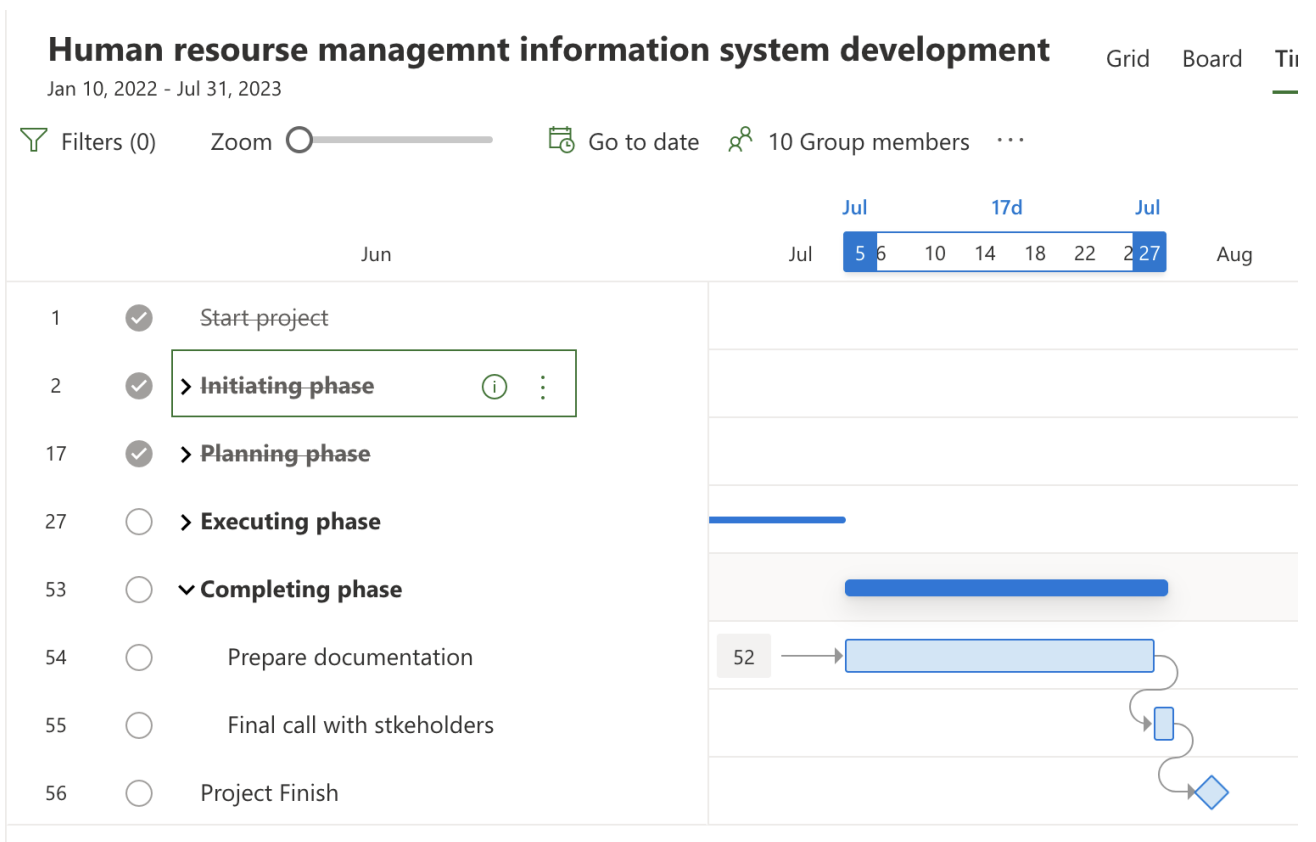 Human resourse managemnt information system development
Grid Board
Jan 10, 2022 - Jul 31, 2023
Filters (0) Zoom Go to date 10 Group members ...
Jul 17d Jul
Jun Jul 5 6 10 14 18 22 27 Aug
1 Start project
2 Initiating phase
17 Planning phase
27 Executing phase
53 Completing phase
54 Prepare documentation 52
55 Final call with stkeholders
56 Project Finish